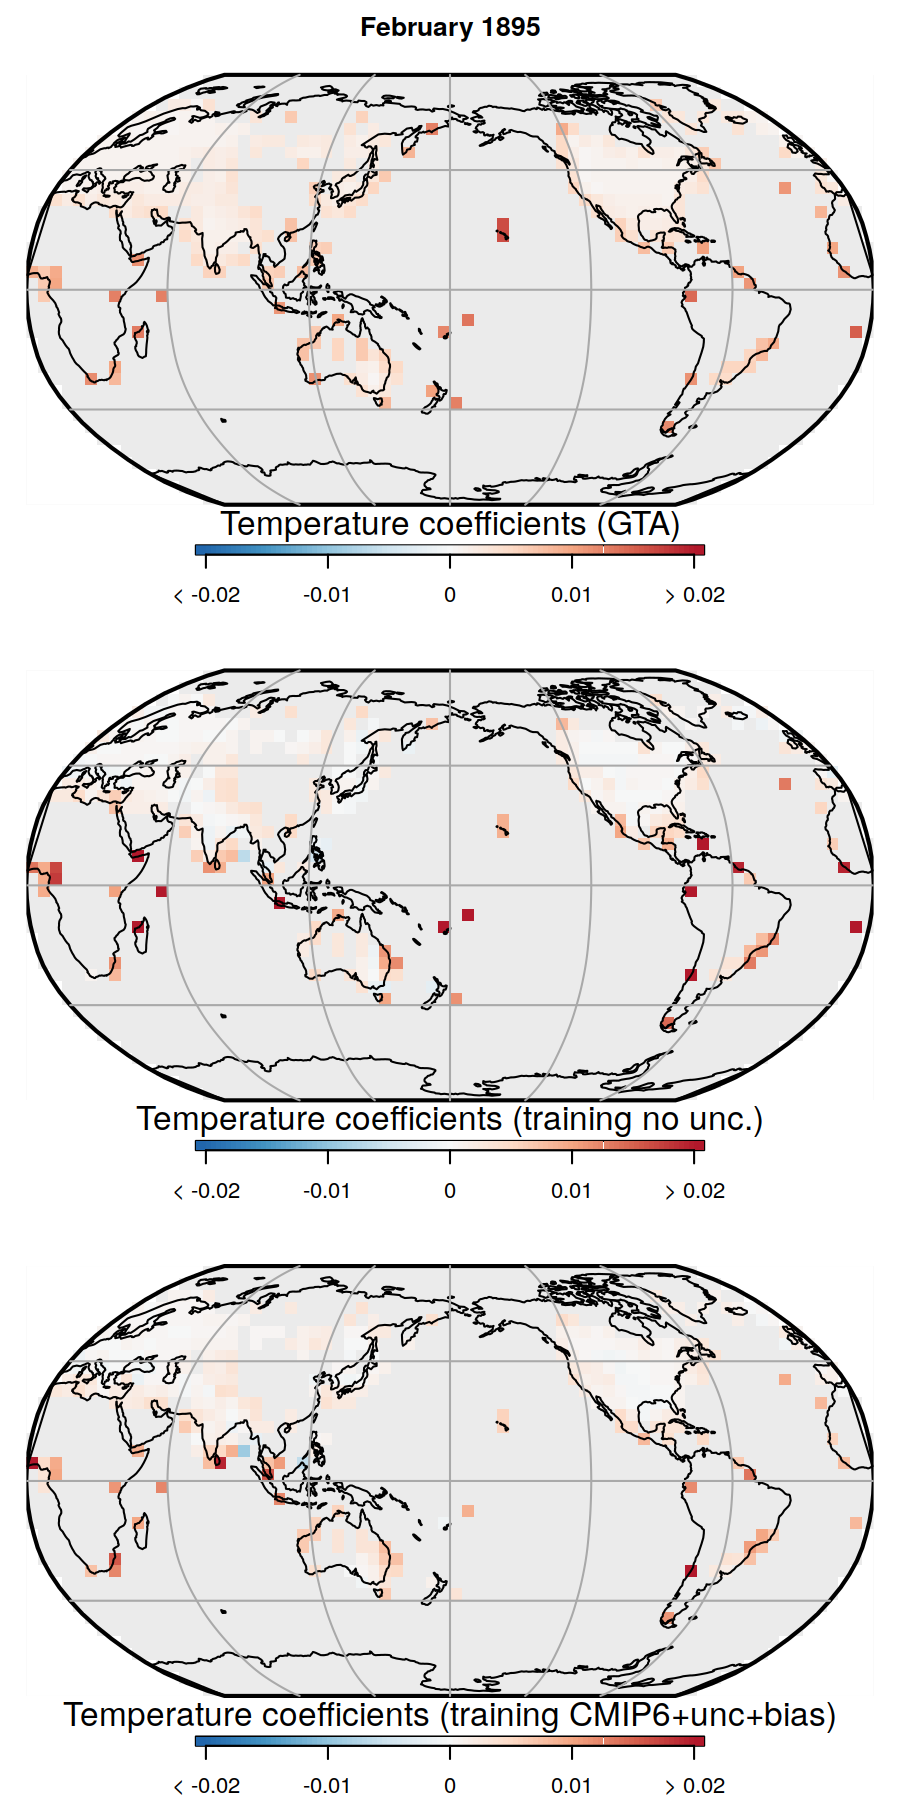 February 1895
Temperature coefficients (GTA)
< -0.02 -0.01 0 0.01 > 0.02
Temperature coefficients (training no unc.)
< -0.02 -0.01 0 0.01 > 0.02
Temperature coefficients (training CMIP6+unc+bias)
< -0.02 -0.01 0 0.01 > 0.02